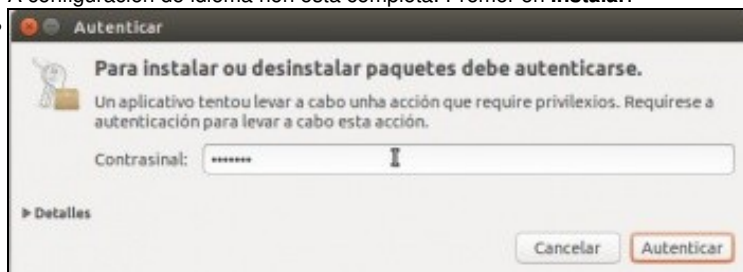 A configuración do idioma non está completa. Premer en Instalar.
Autenticar
Para instalar ou desinstalar paquetes debe autenticarse.
Un aplicativo tentou levar a cabo unha acción que require privilexios. Requírese a
autenticación para levar a cabo esta acción.
Contrasinal: •••••••
Detalles
Cancelar Autenticar